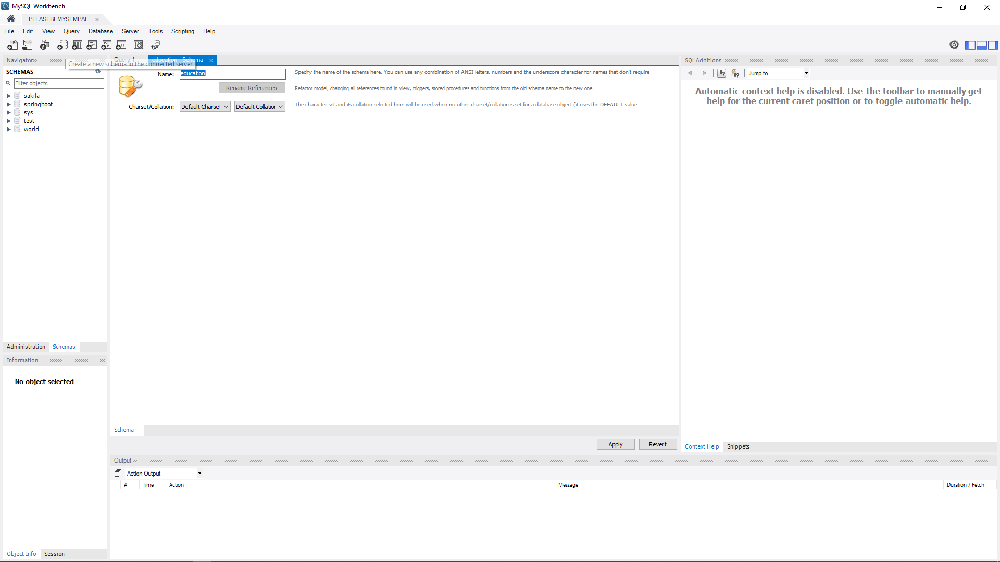 MySQL Workbench
PLEASEBEMYSEMPAI
File Edit View Query Database Server Tools Scripting Help
Navigator
Query 1
education - Schema
Create a new schema in the connected server
SCHEMAS
Filter objects
sakila
springboot
sys
test
world
Name: education
Specify the name of the schema here. You can use any combination of ANSI letters, numbers and the underscore character for names that don't require
Rename References
Refactor model, changing all references found in view, triggers, stored procedures and functions from the old schema name to the new one.
Charset/Collation: Default Charset Default Collation
The character set and its collation selected here will be used when no other charset/collation is set for a database object (it uses the DEFAULT value
SQLAdditions
Jump to
Automatic context help is disabled. Use the toolbar to manually get
help for the current caret position or to toggle automatic help.
Administration Schemas
Information
No object selected
Schema
Apply Revert
Context Help Snippets
Output
Action Output
# Time Action Message Duration / Fetch
Object Info Session